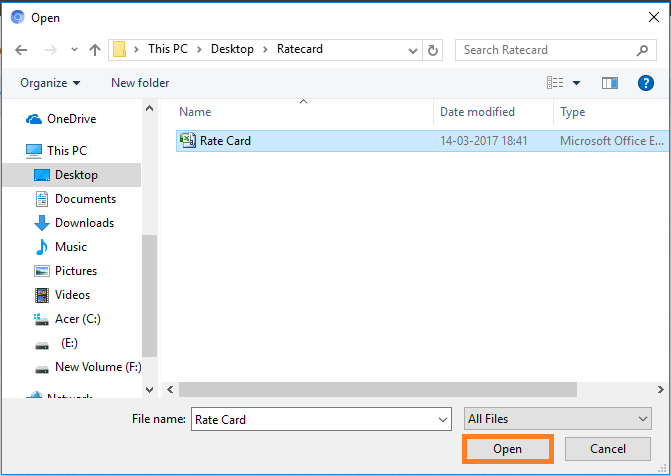 Open
This PC > Desktop > Ratecard
Search Ratecard
Organize
New folder
?
Name
Date modified
Type
Rate Card
14-03-2017 18:41
Microsoft Office E...
OneDrive
This PC
Desktop
Documents
Downloads
Music
Pictures
Videos
Acer (C:)
(E:)
New Volume (F:)
Network
File name:
Rate Card
All Files
Open
Cancel